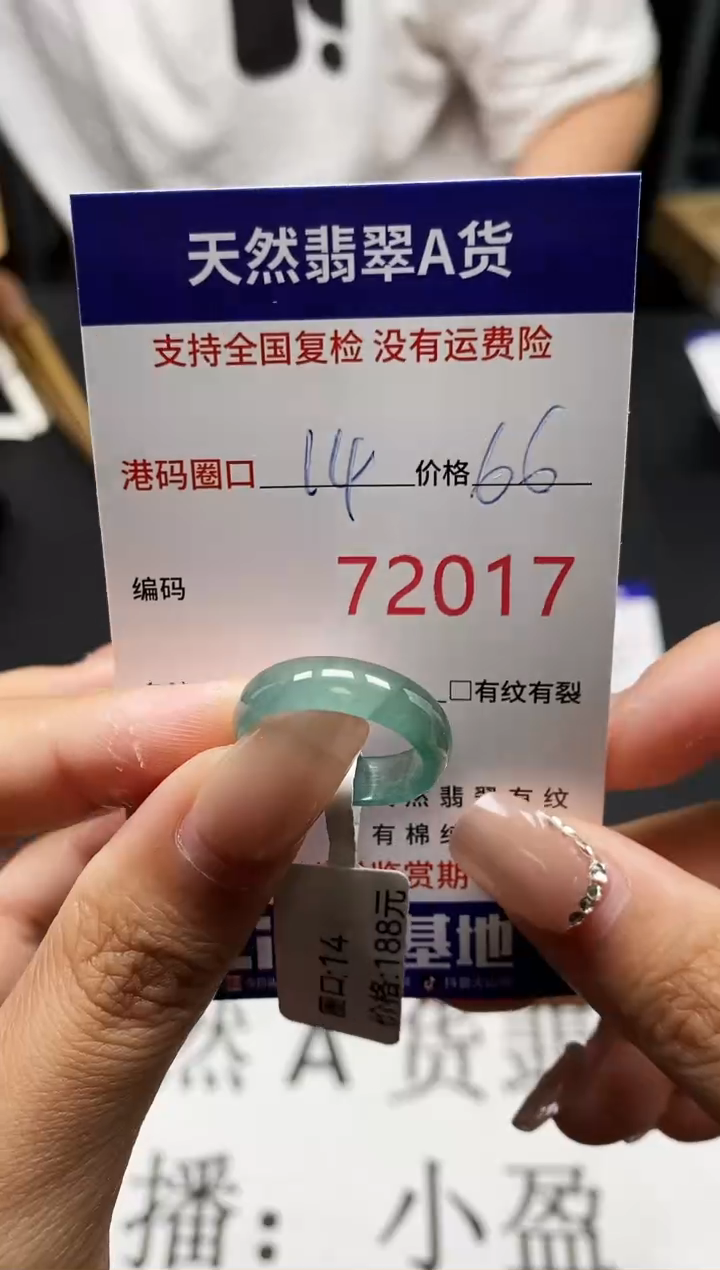 天然翡翠A货
支持全国复检 没有运费险
港码圈口 14 价格 66
编码 72017
□有纹有裂
然翡翠有纹
有棉
鉴赏期
基地
圈口:14
价格:188元
然 A 货 翡
播： 小盈